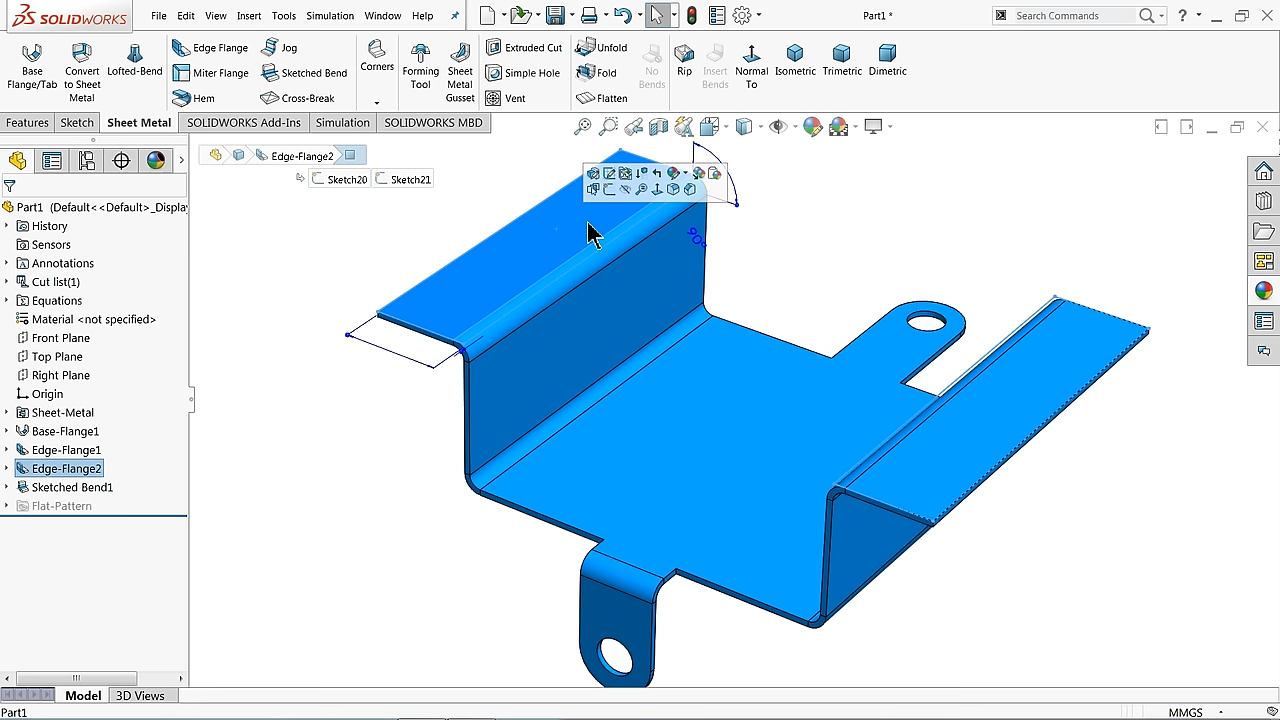 SOLIDWORKS File Edit View Insert Tools Simulation Window Help Part1 * Search Commands ?
Base Flange/Tab
Convert to Sheet Metal
Lofted-Bend
Edge Flange
Miter Flange
Hem
Jog
Sketched Bend
Cross-Break
Corners
Forming Tool
Sheet Metal Gusset
Extruded Cut
Simple Hole
Vent
Unfold
Fold
Flatten
No Bends
Rip
Insert Bends
Normal To
Isometric
Trimetric
Dimetric
Features Sketch Sheet Metal SOLIDWORKS Add-Ins Simulation SOLIDWORKS MBD
Edge-Flange2
Sketch20 Sketch21
90°
Part1 (Default<<Default>_Displa
History
Sensors
Annotations
Cut list(1)
Equations
Material <not specified>
Front Plane
Top Plane
Right Plane
Origin
Sheet-Metal
Base-Flange1
Edge-Flange1
Edge-Flange2
Sketched Bend1
Flat-Pattern
Model 3D Views
Part1 MMGS